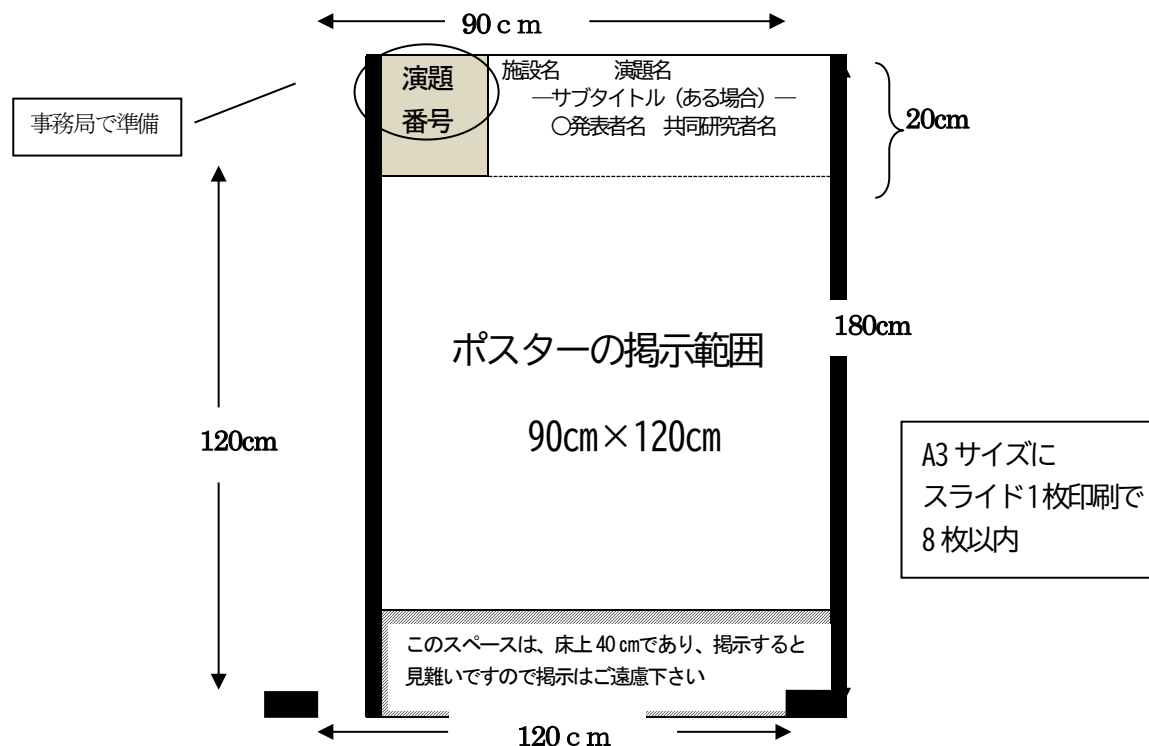 90ｃｍ
演題
番号
施設名　　演題名
―サブタイトル（ある場合）―
〇発表者名　共同研究者名
20cm
事務局で準備
ポスターの掲示範囲
90㎝×120㎝
180cm
120cm
A3 サイズに
スライド1枚印刷で
8 枚以内
このスペースは、床上 40 ㎝であり、掲示すると
見難いですので掲示はご遠慮下さい
120ｃｍ